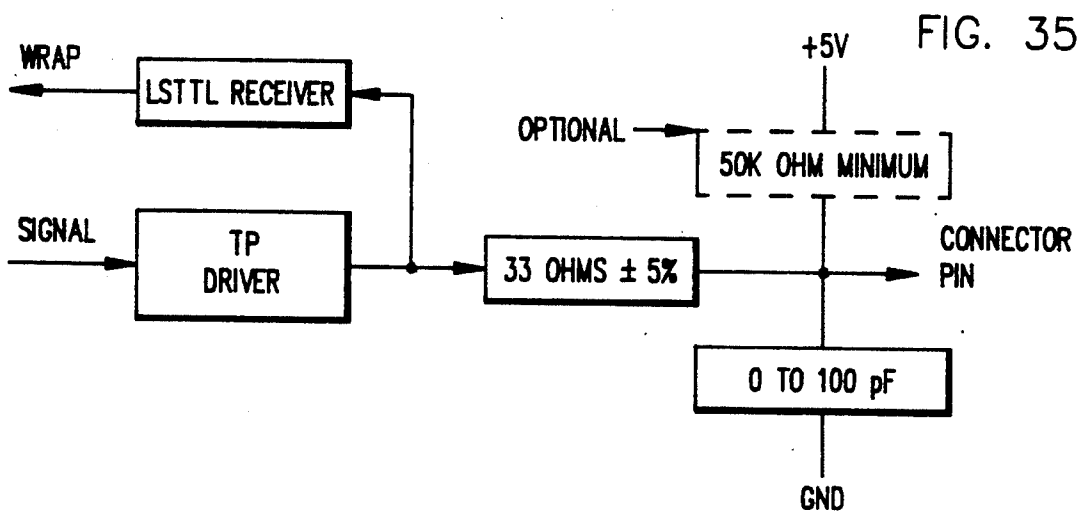 FIG. 35
WRAP
LSTTL RECEIVER
+5V
OPTIONAL
50K OHM MINIMUM
SIGNAL
TP
DRIVER
33 OHMS ± 5%
CONNECTOR
PIN
0 TO 100 pF
GND